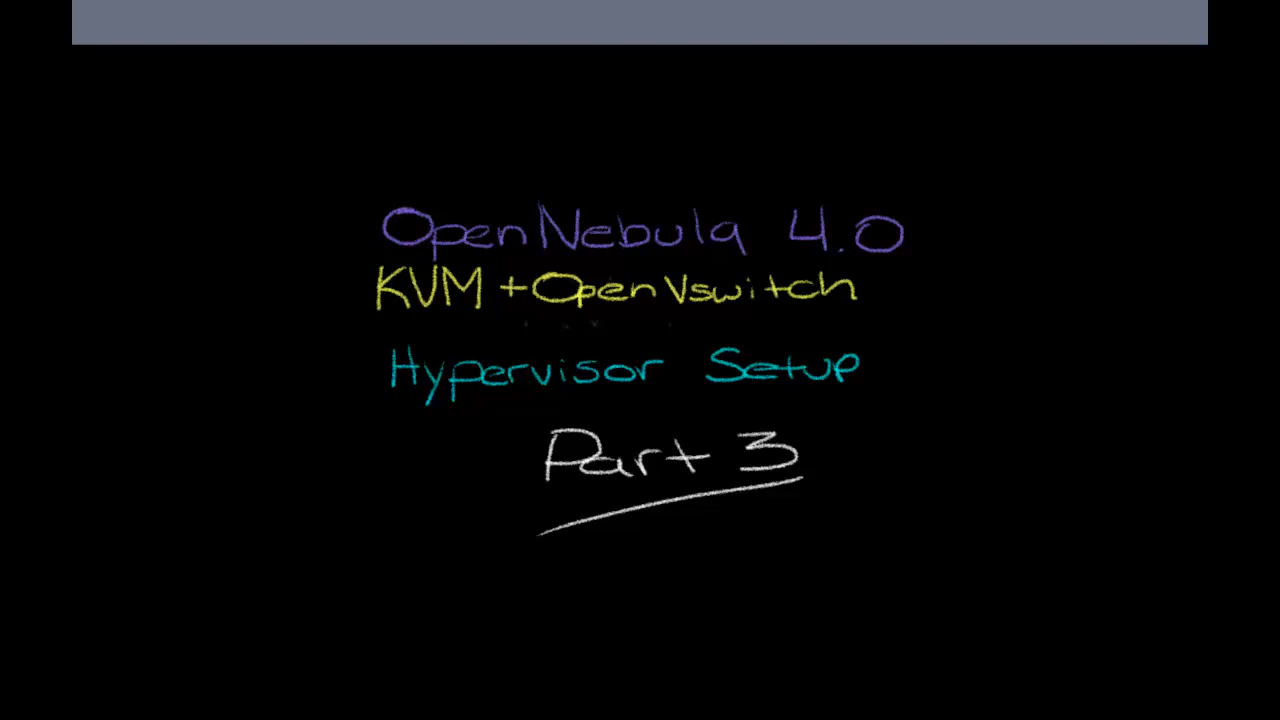 OpenNebula 4.0
KVM + OpenVswitch
Hypervisor Setup
Part 3